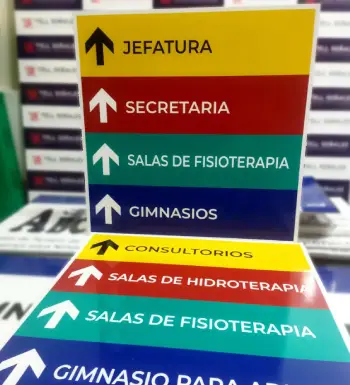 JEFATURA
SECRETARIA
SALAS DE FISIOTERAPIA
GIMNASIOS
CONSULTORIOS
SALAS DE HIDROTERAPIA
SALAS DE FISIOTERAPIA
GIMNASIO PARA